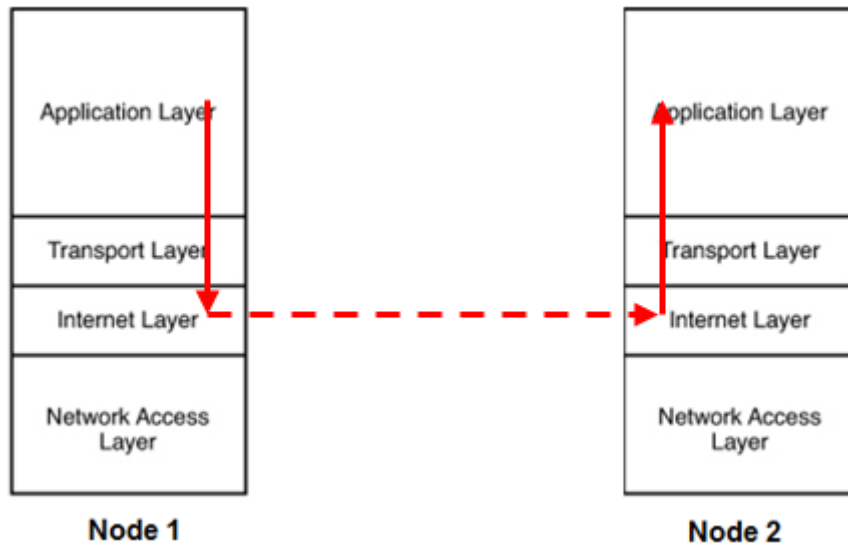 Application Layer
Transport Layer
Internet Layer
Network Access
Layer
Node 1
Application Layer
Transport Layer
Internet Layer
Network Access
Layer
Node 2